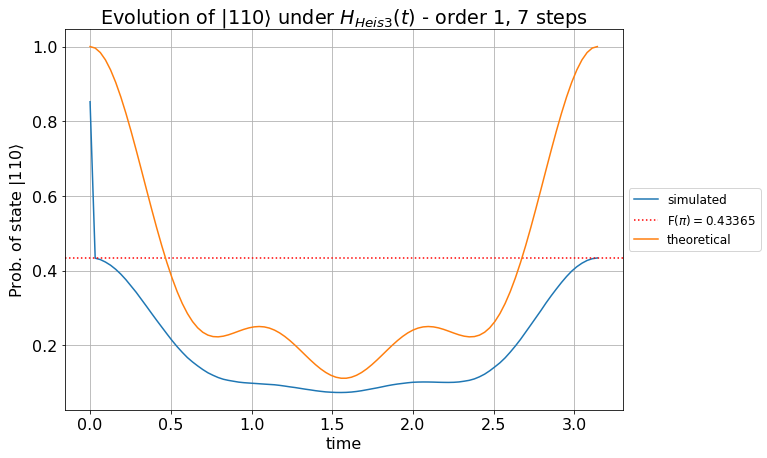 Evolution of |110⟩ under $H_{Heis3}(t)$ - order 1, 7 steps
Prob. of state |110⟩
1.0
0.8
0.6
0.4
0.2
0.0 0.5 1.0 1.5 2.0 2.5 3.0
time
simulated
F(π) = 0.43365
theoretical